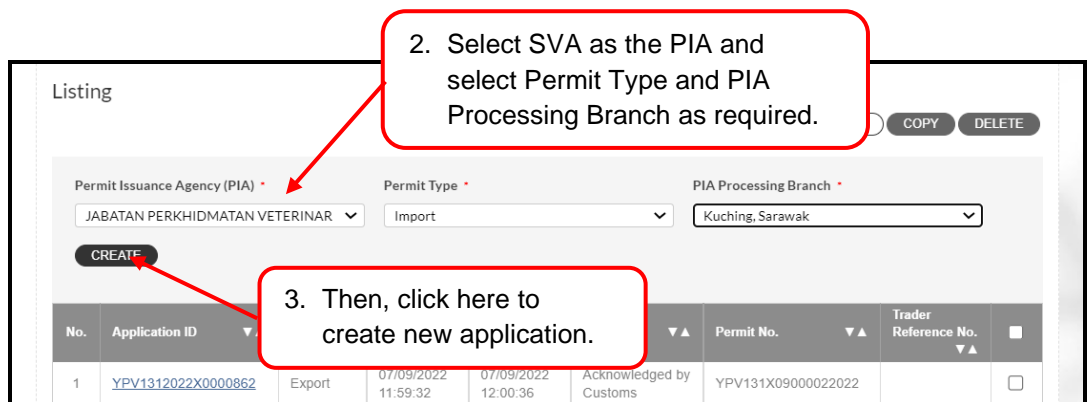 2. Select SVA as the PIA and
select Permit Type and PIA
Processing Branch as required.
Listing
COPY DELETE
Permit Issuance Agency (PIA) * Permit Type * PIA Processing Branch *
JABATAN PERKHIDMATAN VETERINAR Import Kuching, Sarawak
CREATE
3. Then, click here to
create new application.
No. Application ID ▼▲ ▼▲ Permit No. ▼▲ Trader
Reference No.
▼▲
1 YPV1312022X0000862 Export 07/09/2022 07/09/2022 Acknowledged by YPV131X09000022022
11:59:32 12:00:36 Customs